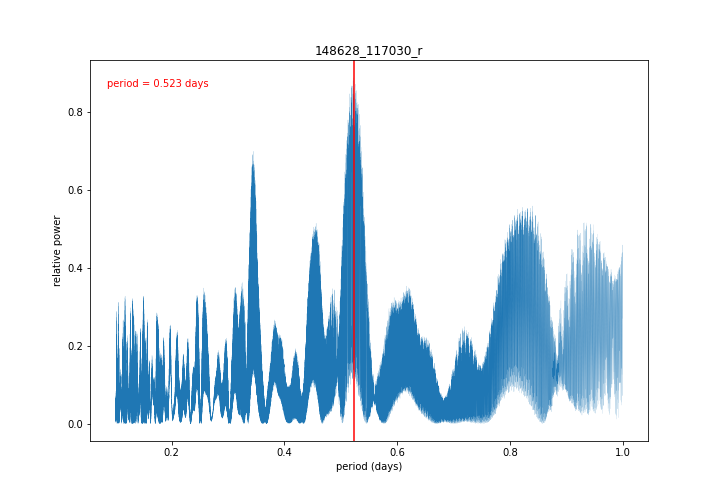 148628_117030_r
period = 0.523 days
relative power
0.8
0.6
0.4
0.2
0.0
0.2 0.4 0.6 0.8 1.0
period (days)